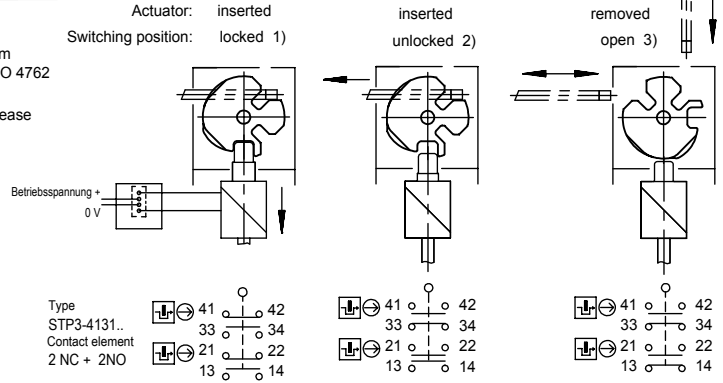 Actuator: inserted inserted removed
Switching position: locked 1) unlocked 2) open 3)
m
O 4762
ease
Betriebsspannung +
0 V
Type
STP3-4131..
Contact element
2 NC + 2NO
41 42 41 42 41 42
33 34 33 34 33 34
21 22 21 22 21 22
13 14 13 14 13 14